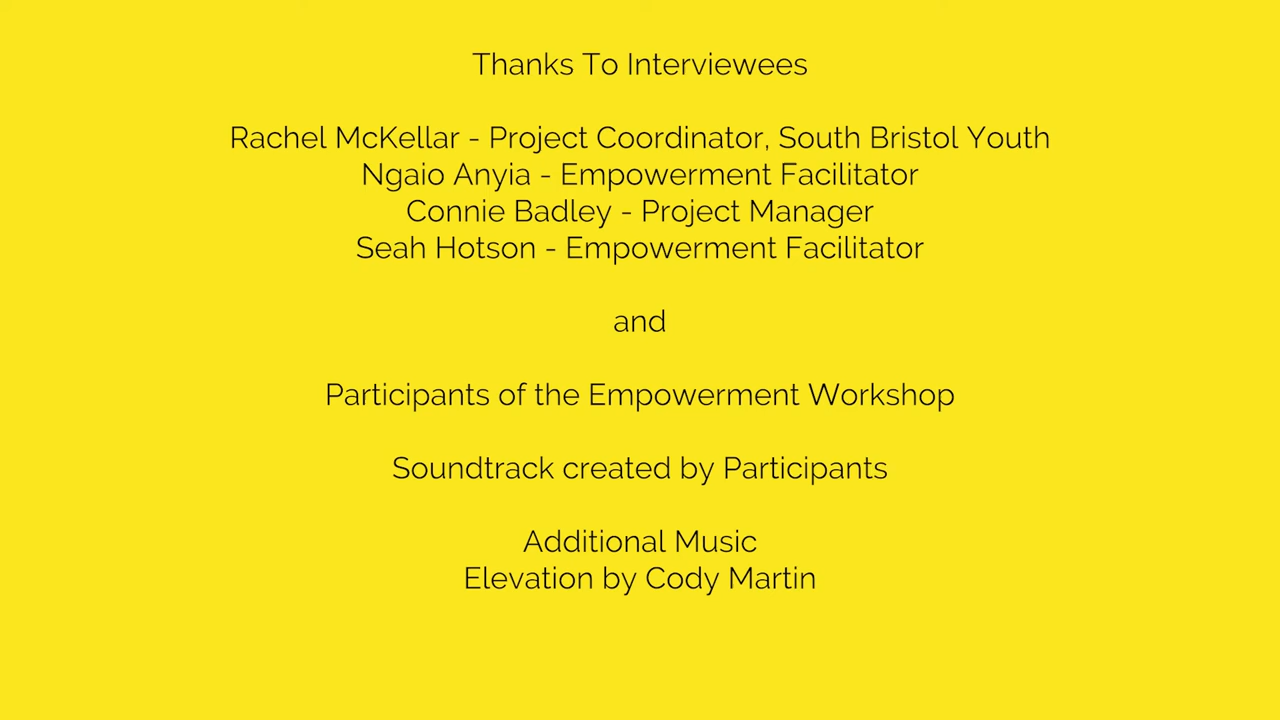 Thanks To Interviewees
Rachel McKellar - Project Coordinator, South Bristol Youth
Ngaio Anyia - Empowerment Facilitator
Connie Badley - Project Manager
Seah Hotson - Empowerment Facilitator
and
Participants of the Empowerment Workshop
Soundtrack created by Participants
Additional Music
Elevation by Cody Martin